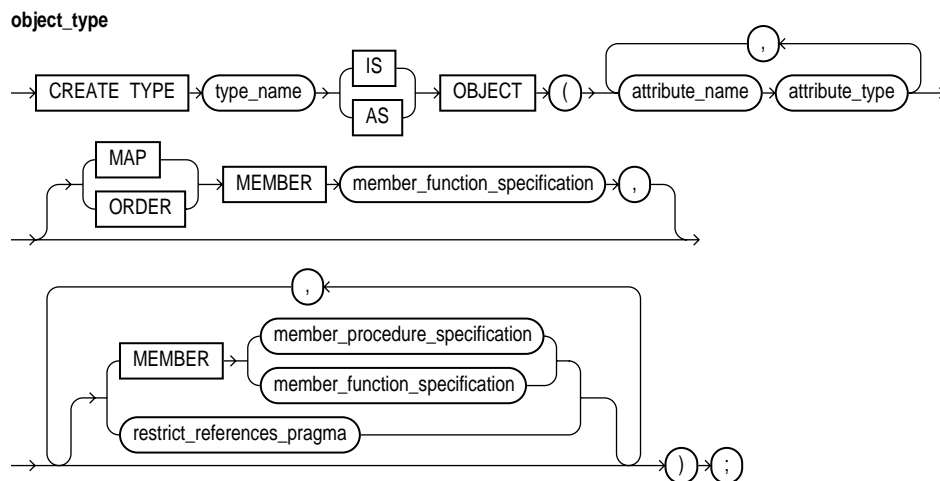 object_type
,
IS
CREATE TYPE type_name OBJECT ( attribute_name attribute_type
AS
MAP
MEMBER member_function_specification ,
ORDER
,
member_procedure_specification
MEMBER
member_function_specification
restrict_references_pragma
) ;